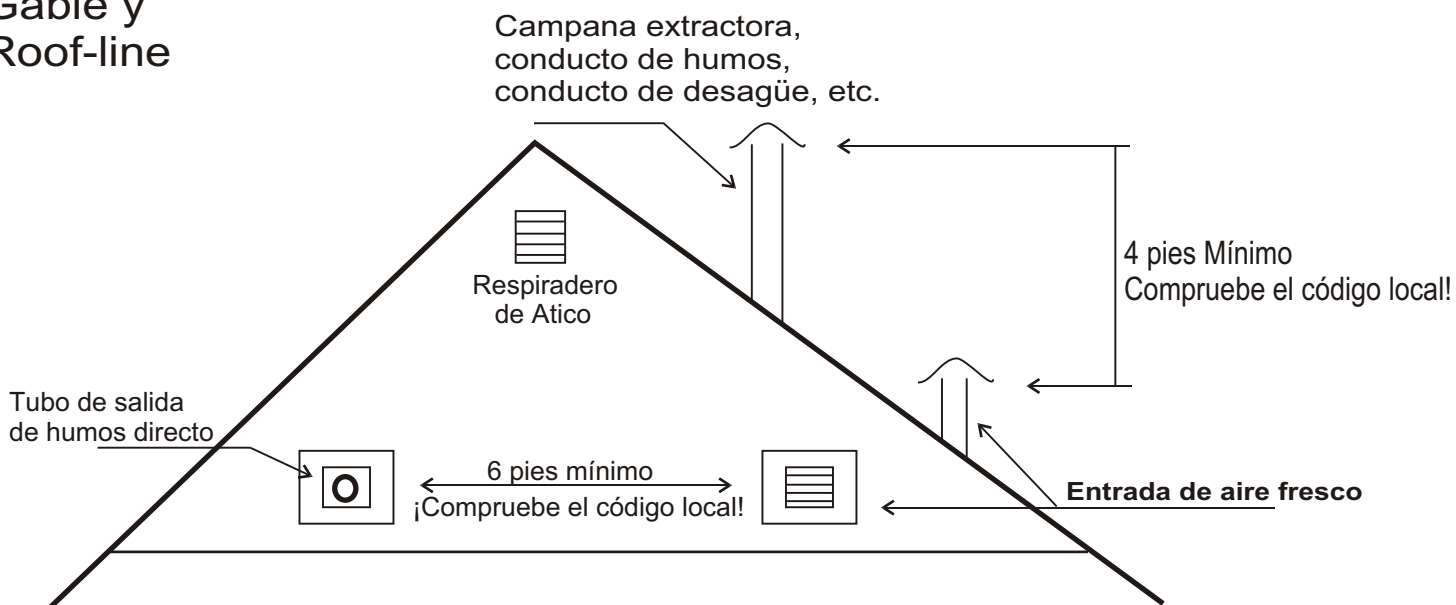 Gable y
Roof-line
Campana extractora,
conducto de humos,
conducto de desagüe, etc.
4 pies Mínimo
Compruebe el código local!
Respiradero
de Atico
Tubo de salida
de humos directo
6 pies mínimo
¡Compruebe el código local!
Entrada de aire fresco